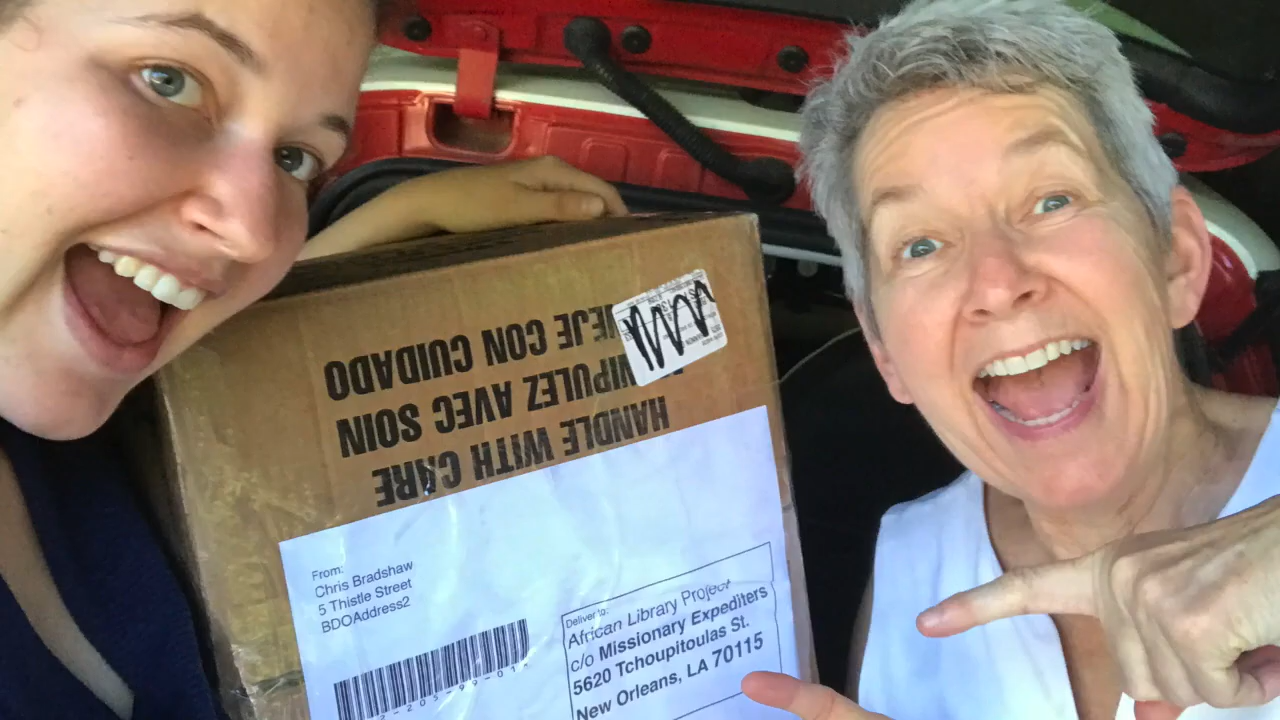 HANDLE WITH CARE
MANIPULEZ AVEC SOIN
EJE CON CUIDADO
From:
Chris Bradshaw
5 Thistle Street
BDOAddress2
Deliver to:
African Library Project
c/o Missionary Expediters
5620 Tchoupitoulas St.
New Orleans, LA 70115